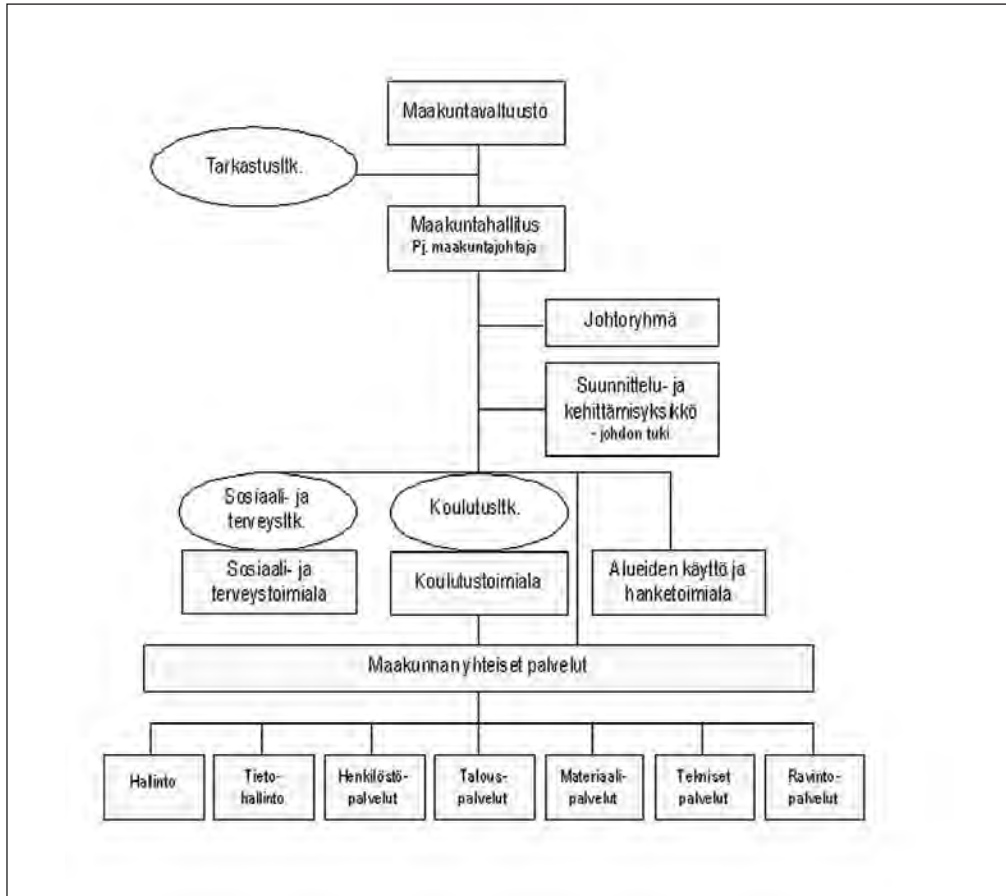 Maakuntavaltuusto
Tarkastusltk.
Maakuntahallitus
Pj. maakuntajohtaja
Johtoryhmä
Suunnittelu- ja
kehittämisyksikkö
- johdon tuki
Sosiaali- ja
terveysltk.
Koulutusltk.
Sosiaali- ja
terveystoimiala
Koulutustoimiala
Alueiden käyttö ja
hanketoimiala
Maakunnan yhteiset palvelut
Hallinto
Tieto-
hallinto
Henkilöstö-
palvelut
Talous-
palvelut
Materiaali-
palvelut
Tekniset
palvelut
Ravinto-
palvelut